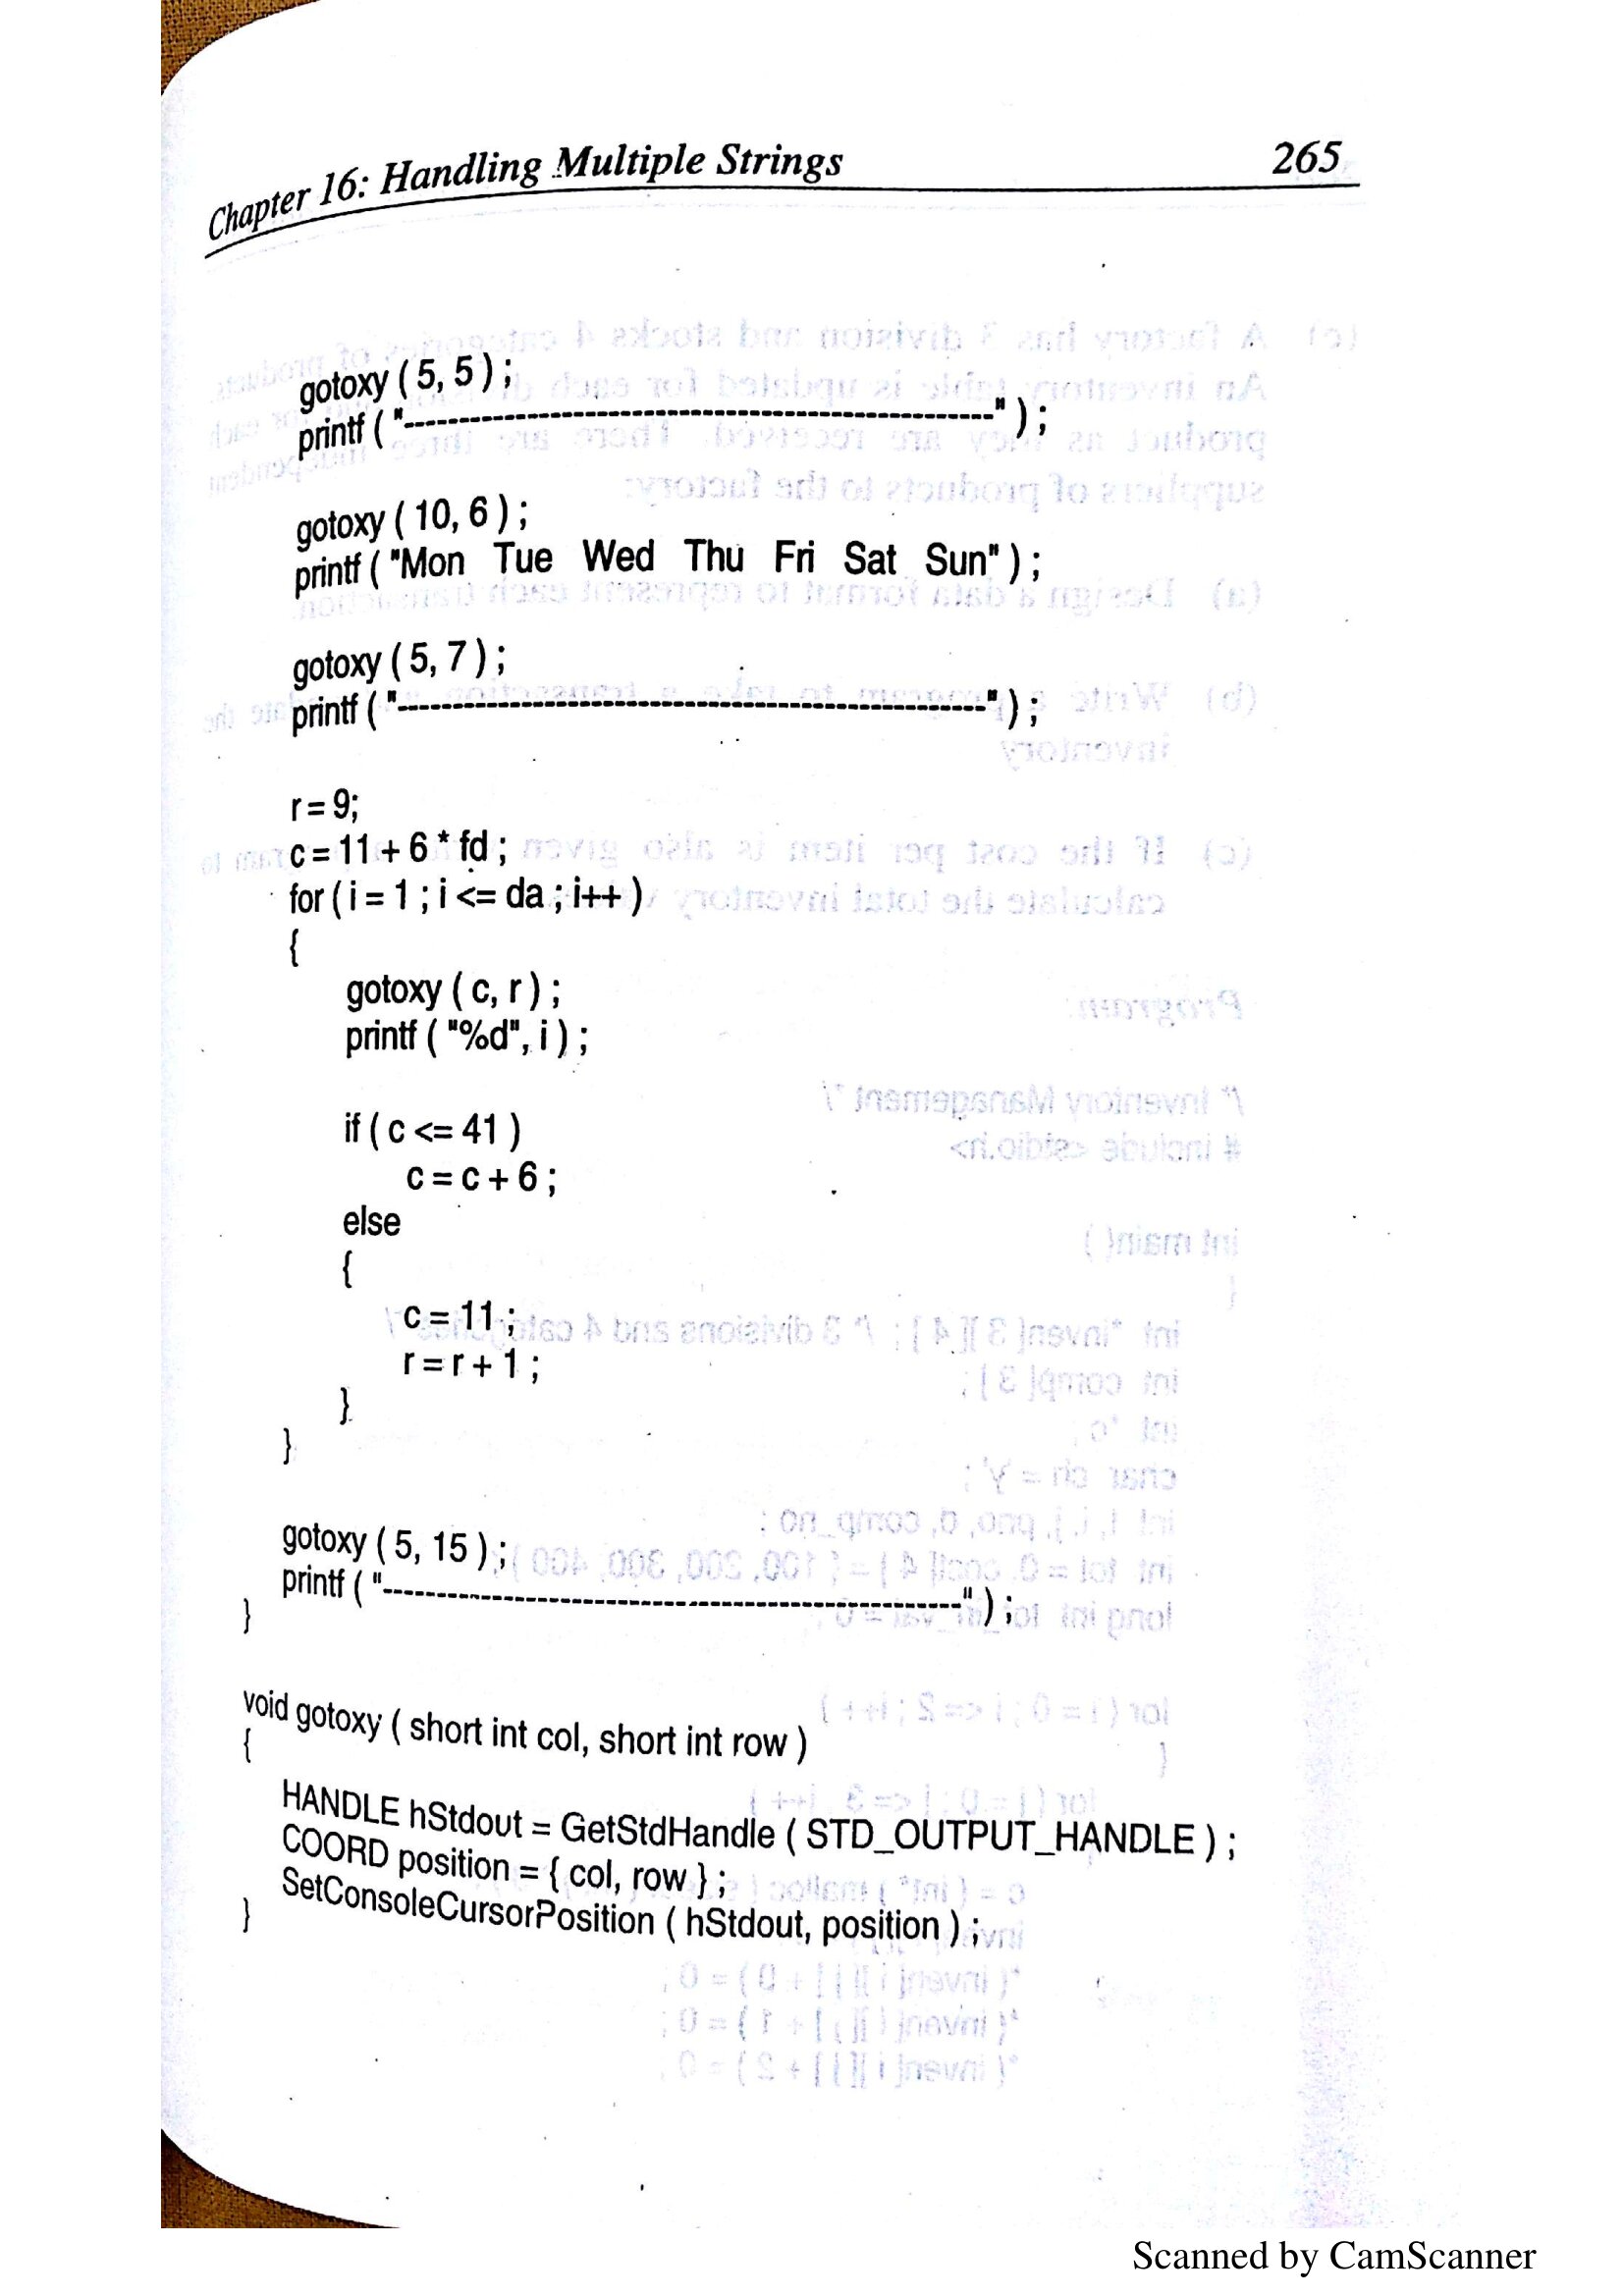 Chapter 16: Handling Multiple Strings 265
gotoxy ( 5, 5 ) ;
printf ( "------------------------------------------------------" ) ;
gotoxy ( 10, 6 ) ;
printf ( "Mon Tue Wed Thu Fri Sat Sun" ) ;
gotoxy ( 5, 7 ) ;
printf ( "------------------------------------------------------" ) ;
r = 9;
c = 11 + 6 * fd ;
for ( i = 1 ; i <= da ; i++ )
{
gotoxy ( c, r ) ;
printf ( "%d", i ) ;
if ( c <= 41 )
c = c + 6 ;
else
{
c = 11 ;
r = r + 1 ;
}
}
gotoxy ( 5, 15 ) ;
printf ( "------------------------------------------------------" ) ;
}
void gotoxy ( short int col, short int row )
{
HANDLE hStdout = GetStdHandle ( STD_OUTPUT_HANDLE ) ;
COORD position = { col, row } ;
SetConsoleCursorPosition ( hStdout, position ) ;
}
Scanned by CamScanner